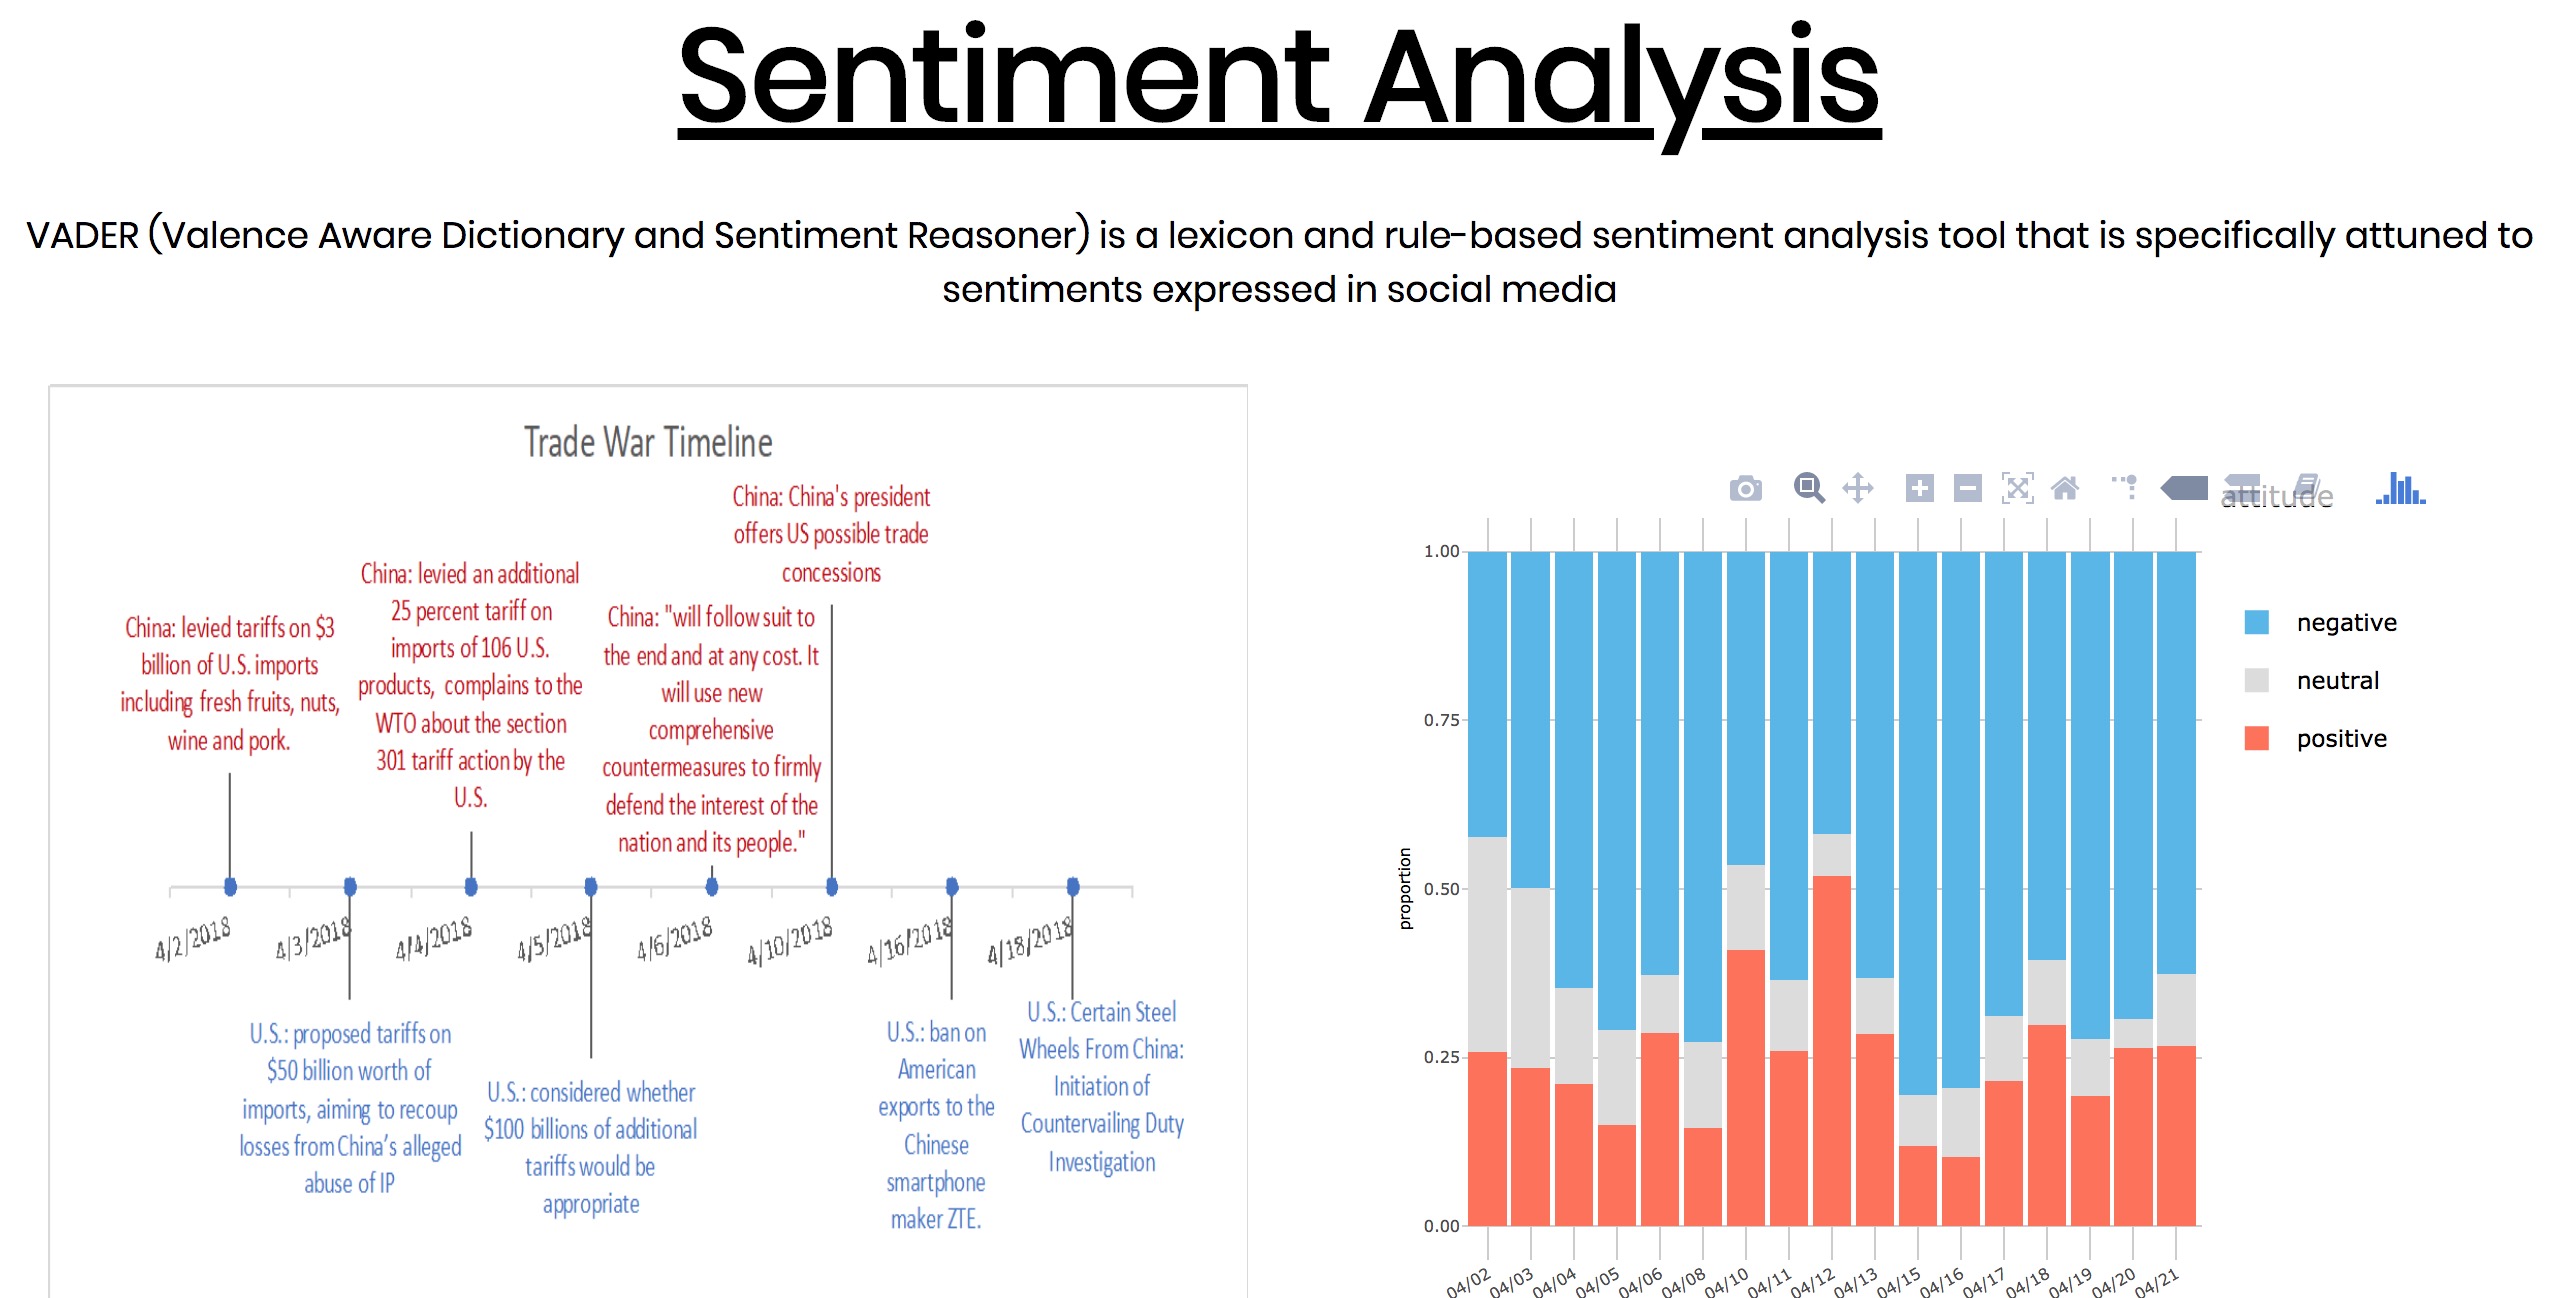 Sentiment Analysis
VADER (Valence Aware Dictionary and Sentiment Reasoner) is a lexicon and rule-based sentiment analysis tool that is specifically attuned to
sentiments expressed in social media
Trade War Timeline
China: levied tariffs on $3
billion of U.S. imports
including fresh fruits, nuts,
wine and pork.
China: levied an additional
25 percent tariff on
imports of 106 U.S.
products, complains to the
WTO about the section
301 tariff action by the
U.S.
China: "will follow suit to
the end and at any cost. It
will use new
comprehensive
countermeasures to firmly
defend the interest of the
nation and its people."
China: China's president
offers US possible trade
concessions
4/2/2018
4/3/2018
4/4/2018
4/5/2018
4/6/2018
4/10/2018
4/16/2018
4/18/2018
U.S.: proposed tariffs on
$50 billion worth of
imports, aiming to recoup
losses from China’s alleged
abuse of IP
U.S.: considered whether
$100 billions of additional
tariffs would be
appropriate
U.S.: ban on
American
exports to the
Chinese
smartphone
maker ZTE.
U.S.: Certain Steel
Wheels From China:
Initiation of
Countervailing Duty
Investigation
attitude
negative
neutral
positive
proportion
1.00
0.75
0.50
0.25
0.00
04/02
04/03
04/04
04/05
04/06
04/08
04/10
04/11
04/12
04/13
04/15
04/16
04/17
04/18
04/19
04/20
04/21